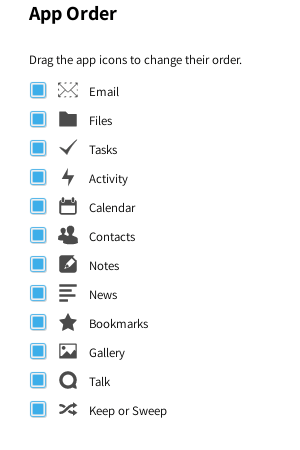 App Order
Drag the app icons to change their order.
Email
Files
Tasks
Activity
Calendar
Contacts
Notes
News
Bookmarks
Gallery
Talk
Keep or Sweep